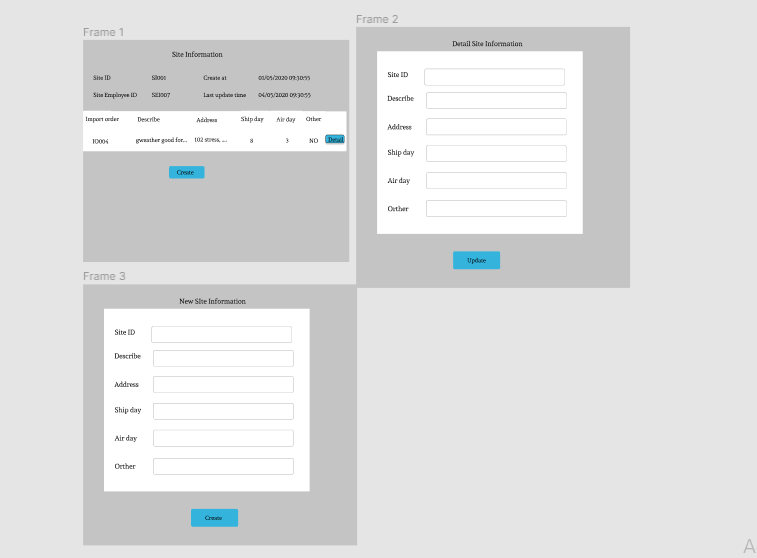 Frame 1
Site Information
Site ID SI001 Create at 01/05/2020 09:30:55
Site Employee ID SEI007 Last update time 04/05/2020 09:30:55
Import order Describe Address Ship day Air day Other
IO004 gweather good for... 102 stress, .... 8 3 NO Detail
Create
Frame 2
Detail Site Information
Site ID
Describe
Address
Ship day
Air day
Orther
Update
Frame 3
New Site Information
Site ID
Describe
Address
Ship day
Air day
Orther
Create
A